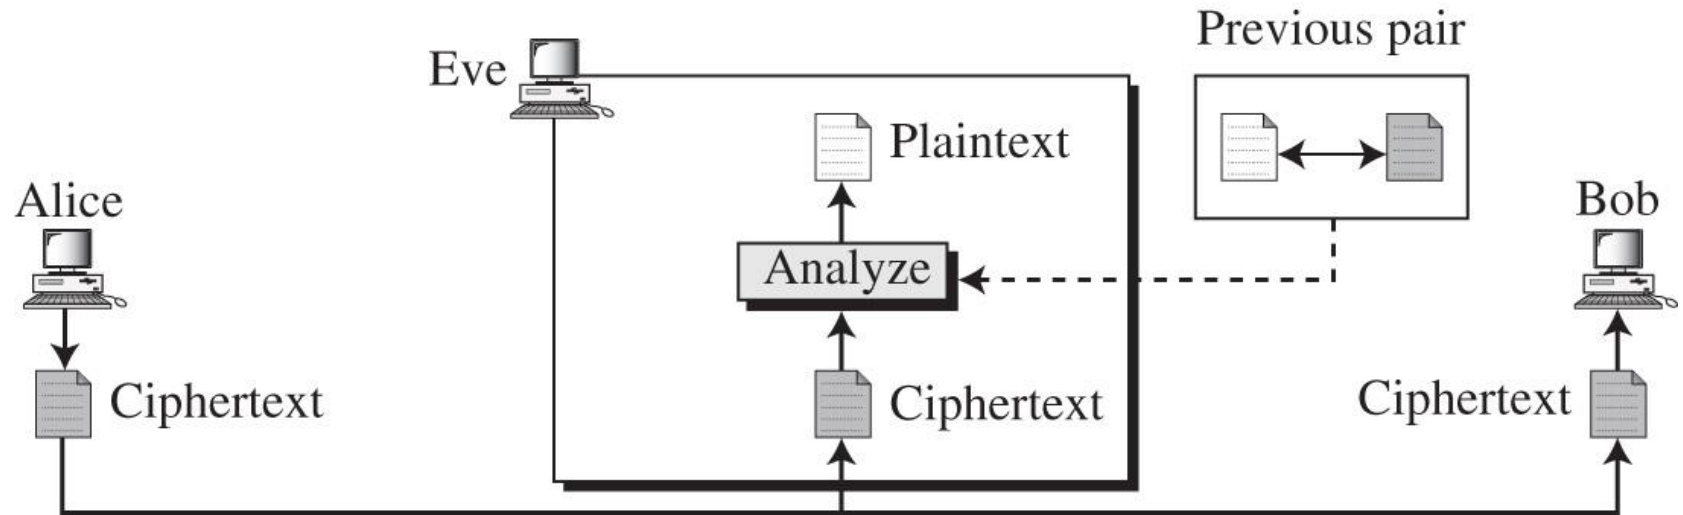 Previous pair
Eve
Plaintext
Alice
Bob
Analyze
Ciphertext
Ciphertext
Ciphertext